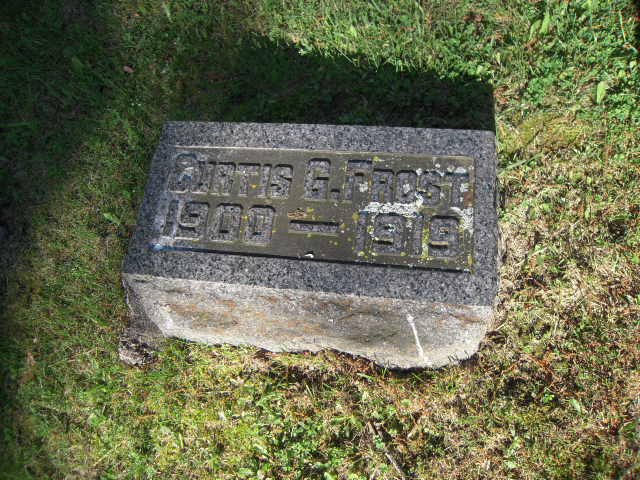 CURTIS G. FROST
1900 — 1919